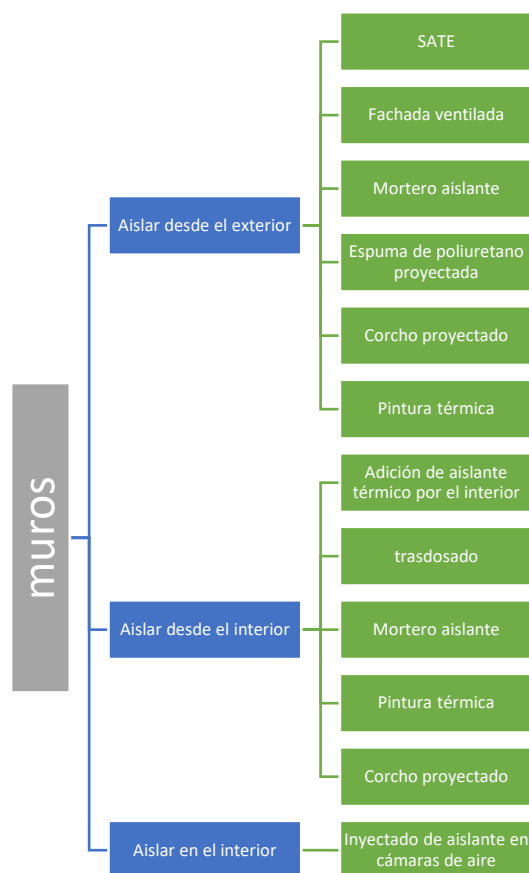 muros
Aislar desde el exterior
SATE
Fachada ventilada
Mortero aislante
Espuma de poliuretano
proyectada
Corcho proyectado
Pintura térmica
Aislar desde el interior
Adición de aislante
térmico por el interior
trasdosado
Mortero aislante
Pintura térmica
Corcho proyectado
Aislar en el interior
Inyectado de aislante en
cámaras de aire